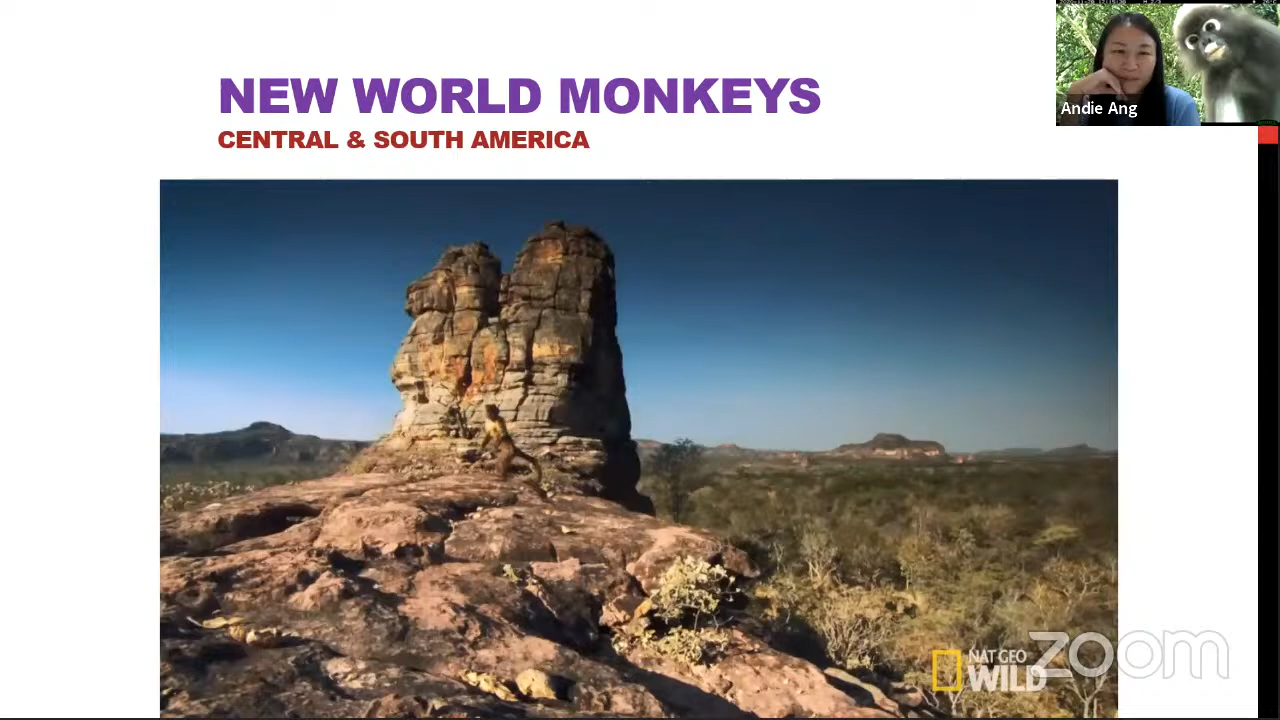 NEW WORLD MONKEYS
CENTRAL & SOUTH AMERICA
Andie Ang
NAT GEO
WILD
zoom